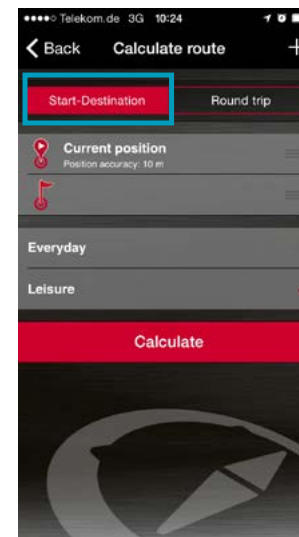 Telekom.de 3G 10:24
Back Calculate route +
Start-Destination Round trip
Current position
Position accuracy: 10 m
Everyday
Leisure
Calculate